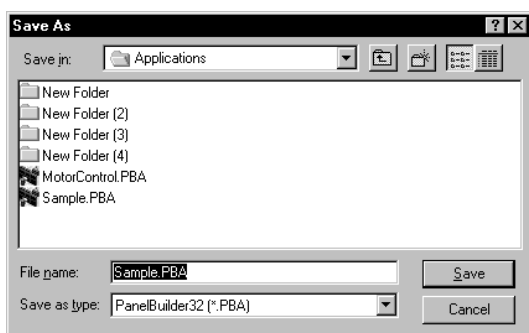 Save As
Save in: Applications
New Folder
New Folder (2)
New Folder (3)
New Folder (4)
MotorControl.PBA
Sample.PBA
File name: Sample.PBA Save
Save as type: PanelBuilder32 (*.PBA) Cancel